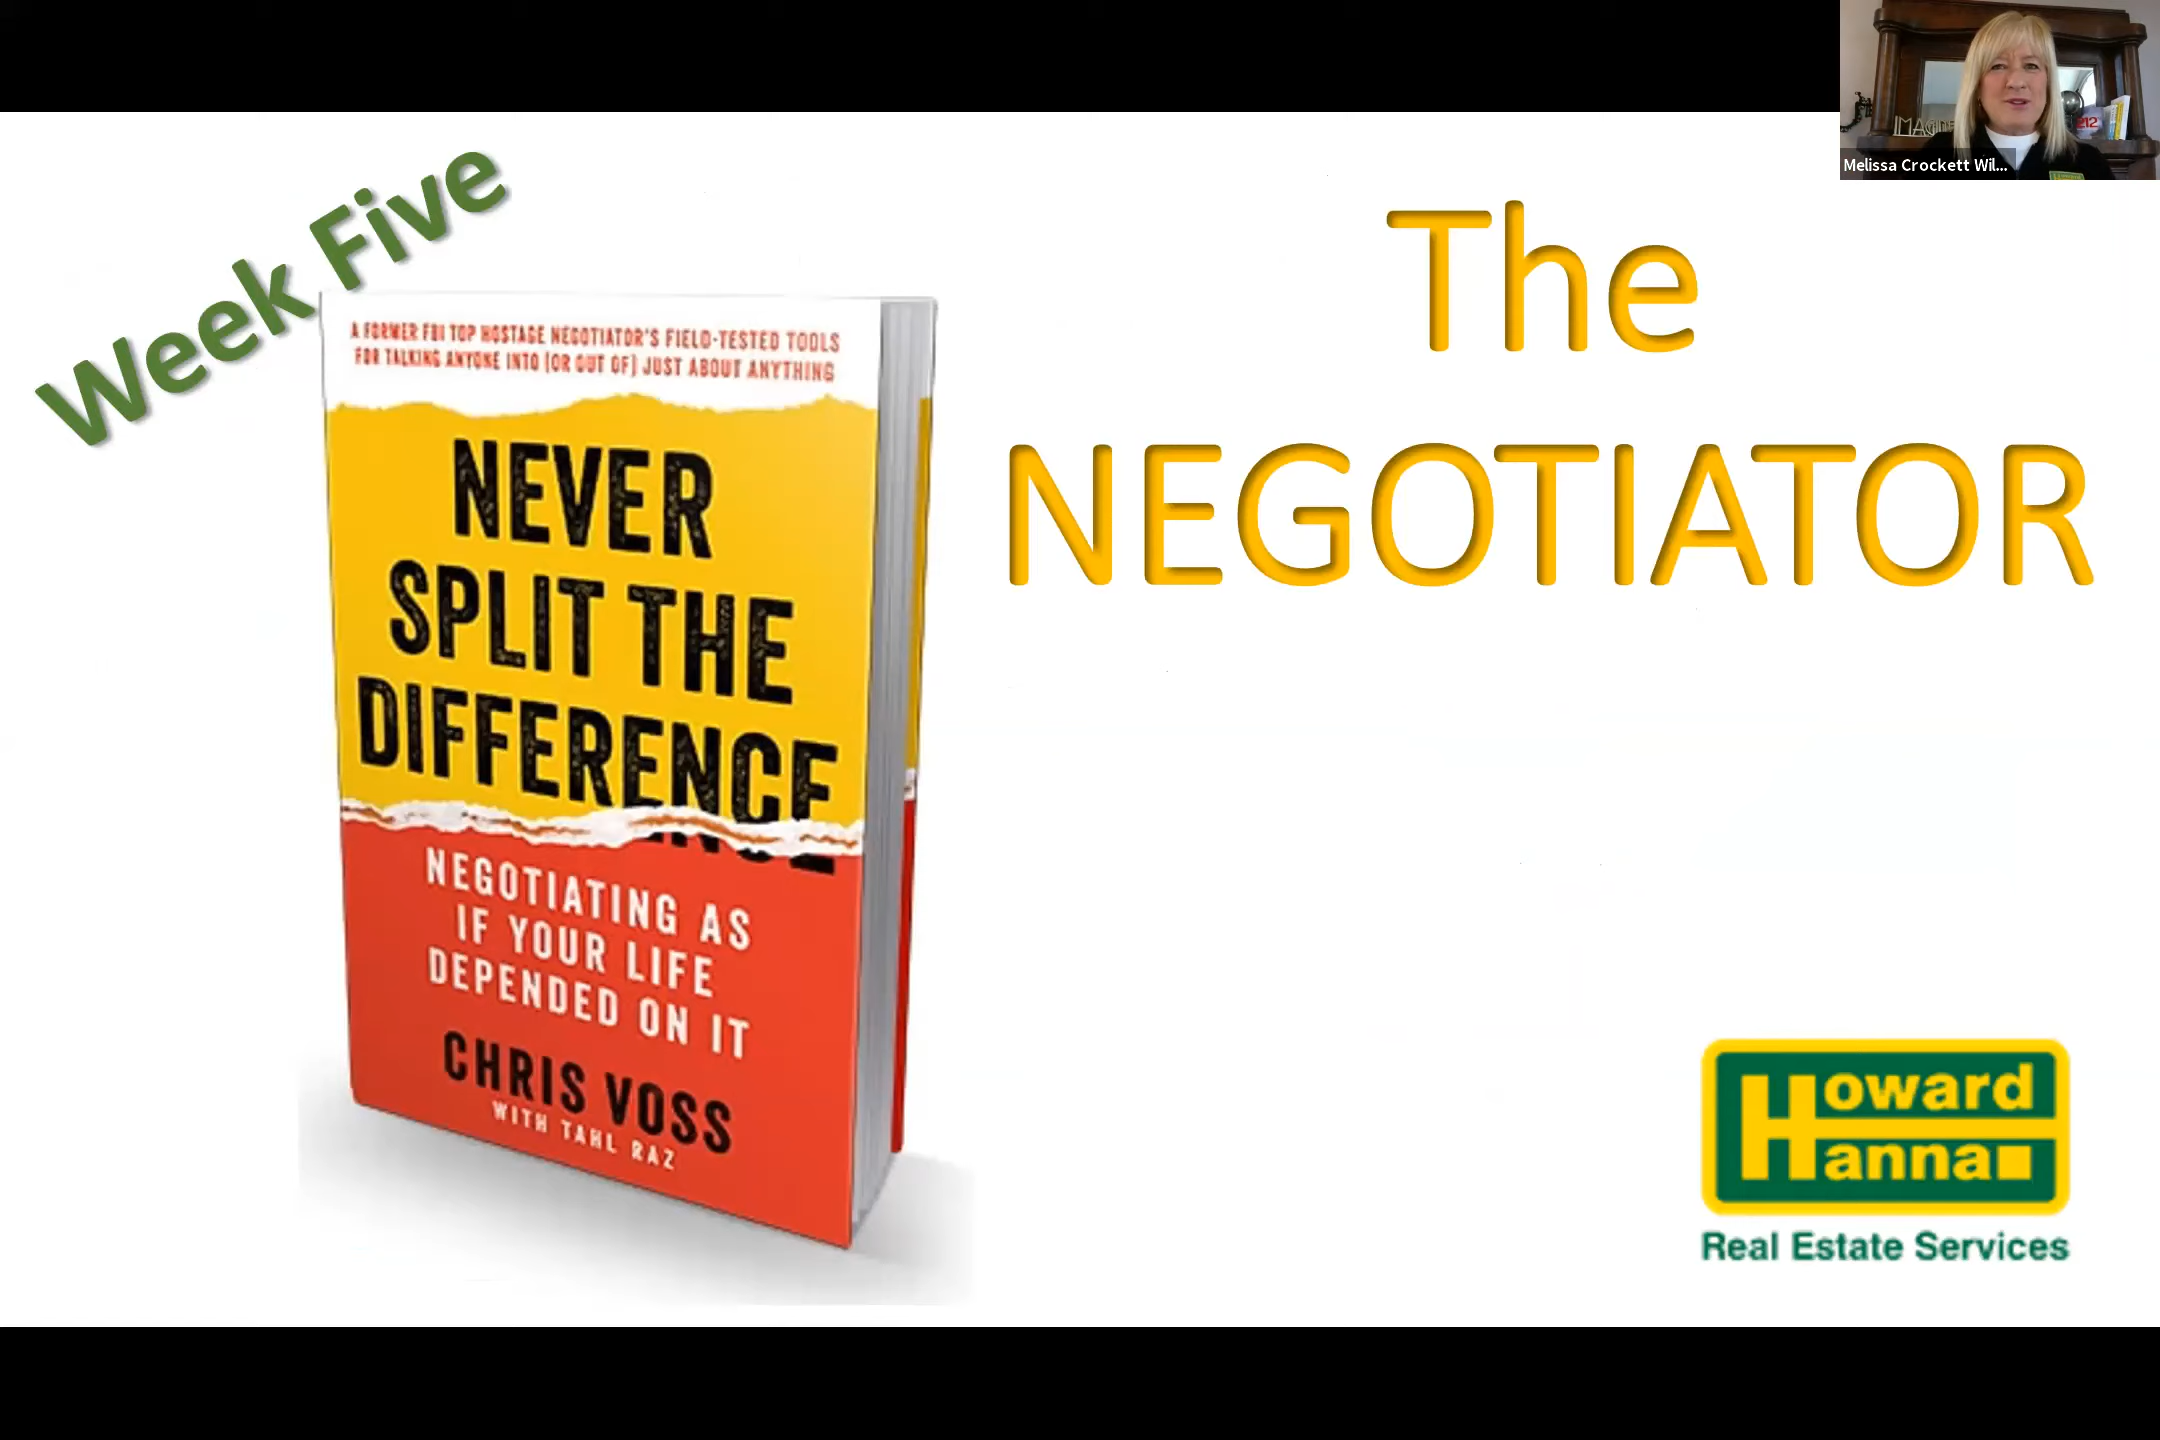 Week Five
The
NEGOTIATOR
A FORMER FBI TOP HOSTAGE NEGOTIATOR'S FIELD-TESTED TOOLS
FOR TALKING ANYONE INTO (OR OUT OF) JUST ABOUT ANYTHING
NEVER
SPLIT THE
DIFFERENCE
NEGOTIATING AS
IF YOUR LIFE
DEPENDED ON IT
CHRIS VOSS
WITH TAHL RAZ
Howard
Hanna
Real Estate Services
IMAGINE
212°
Melissa Crockett Wil...